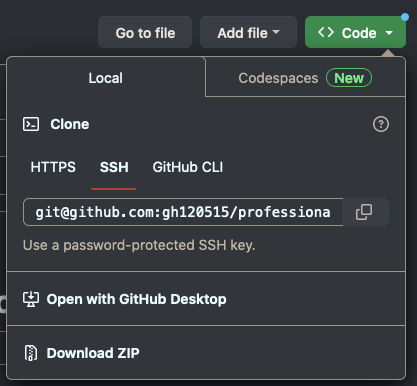 Go to file Add file Code
Local Codespaces New
Clone
HTTPS SSH GitHub CLI
git@github.com:gh120515/professiona
Use a password-protected SSH key.
Open with GitHub Desktop
Download ZIP